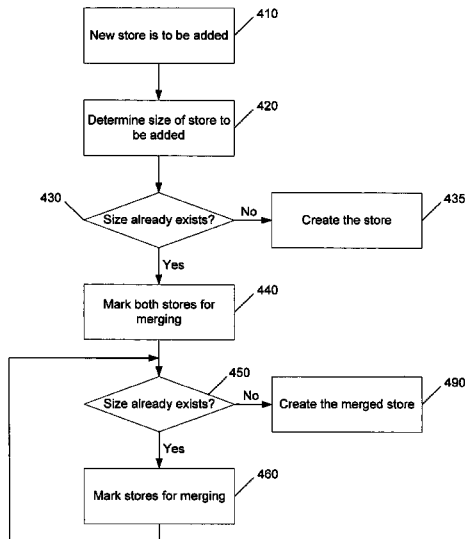 410
New store is to be added
420
Determine size of store to
be added
430
Size already exists?
No
435
Create the store
Yes
440
Mark both stores for
merging
450
Size already exists?
No
490
Create the merged store
Yes
460
Mark stores for merging